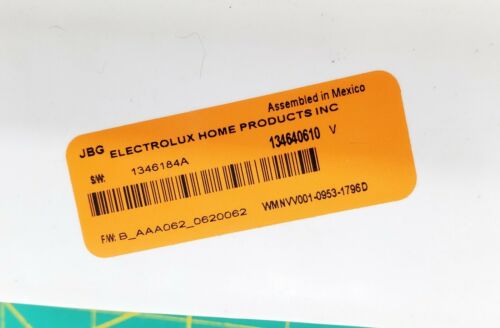 Assembled in Mexico
JBG ELECTROLUX HOME PRODUCTS INC
SW: 1346184A 134640610 V
F/W: B_AAA062_0620062 WMNVV001-0953-1796D